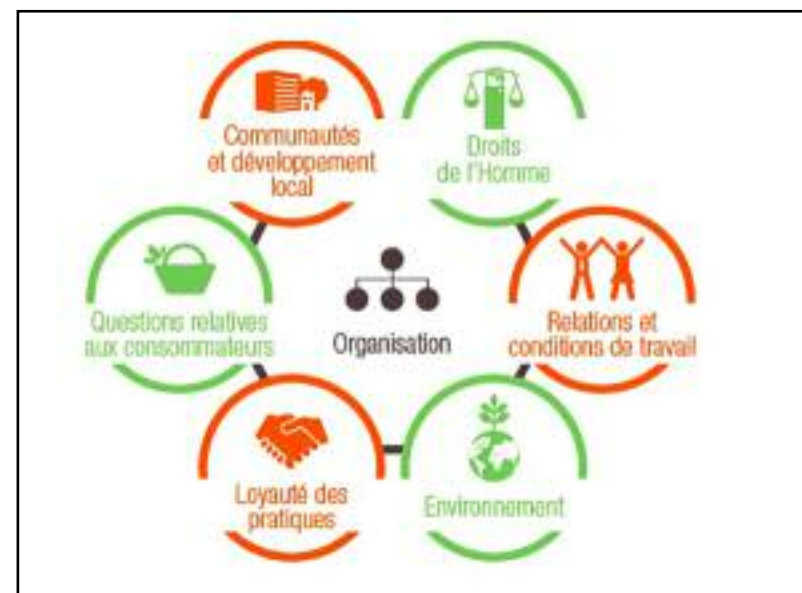 Communautés
et développement
local
Droits
de l'Homme
Questions relatives
aux consommateurs
Organisation
Relations et
conditions de travail
Loyauté des
pratiques
Environnement